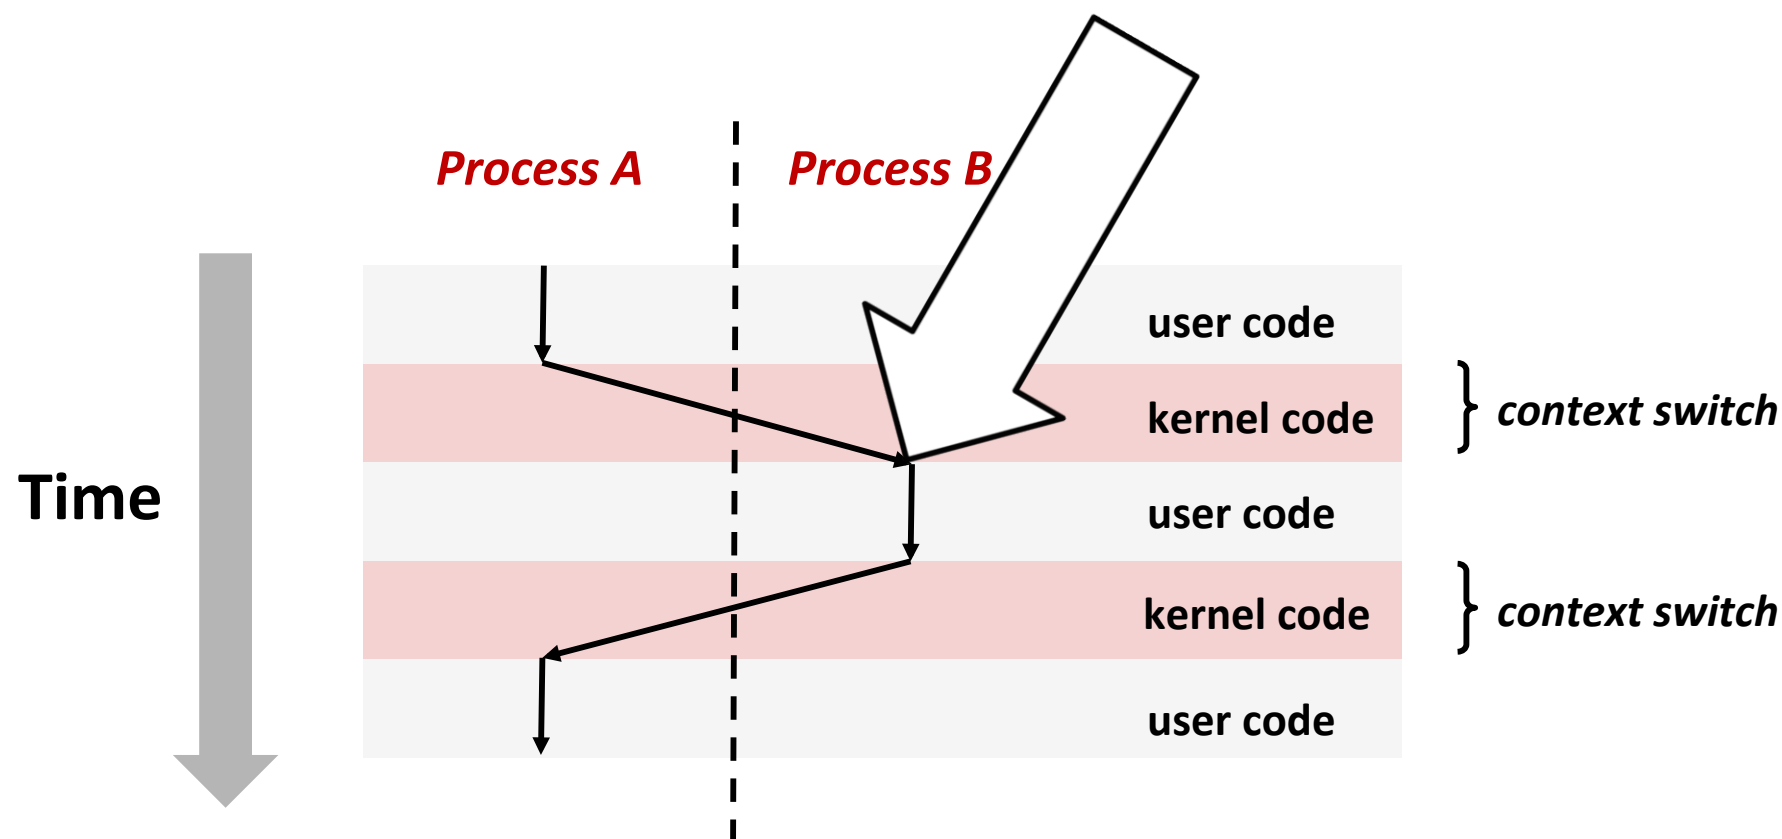 Process A
Process B
user code
kernel code
context switch
Time
user code
kernel code
context switch
user code